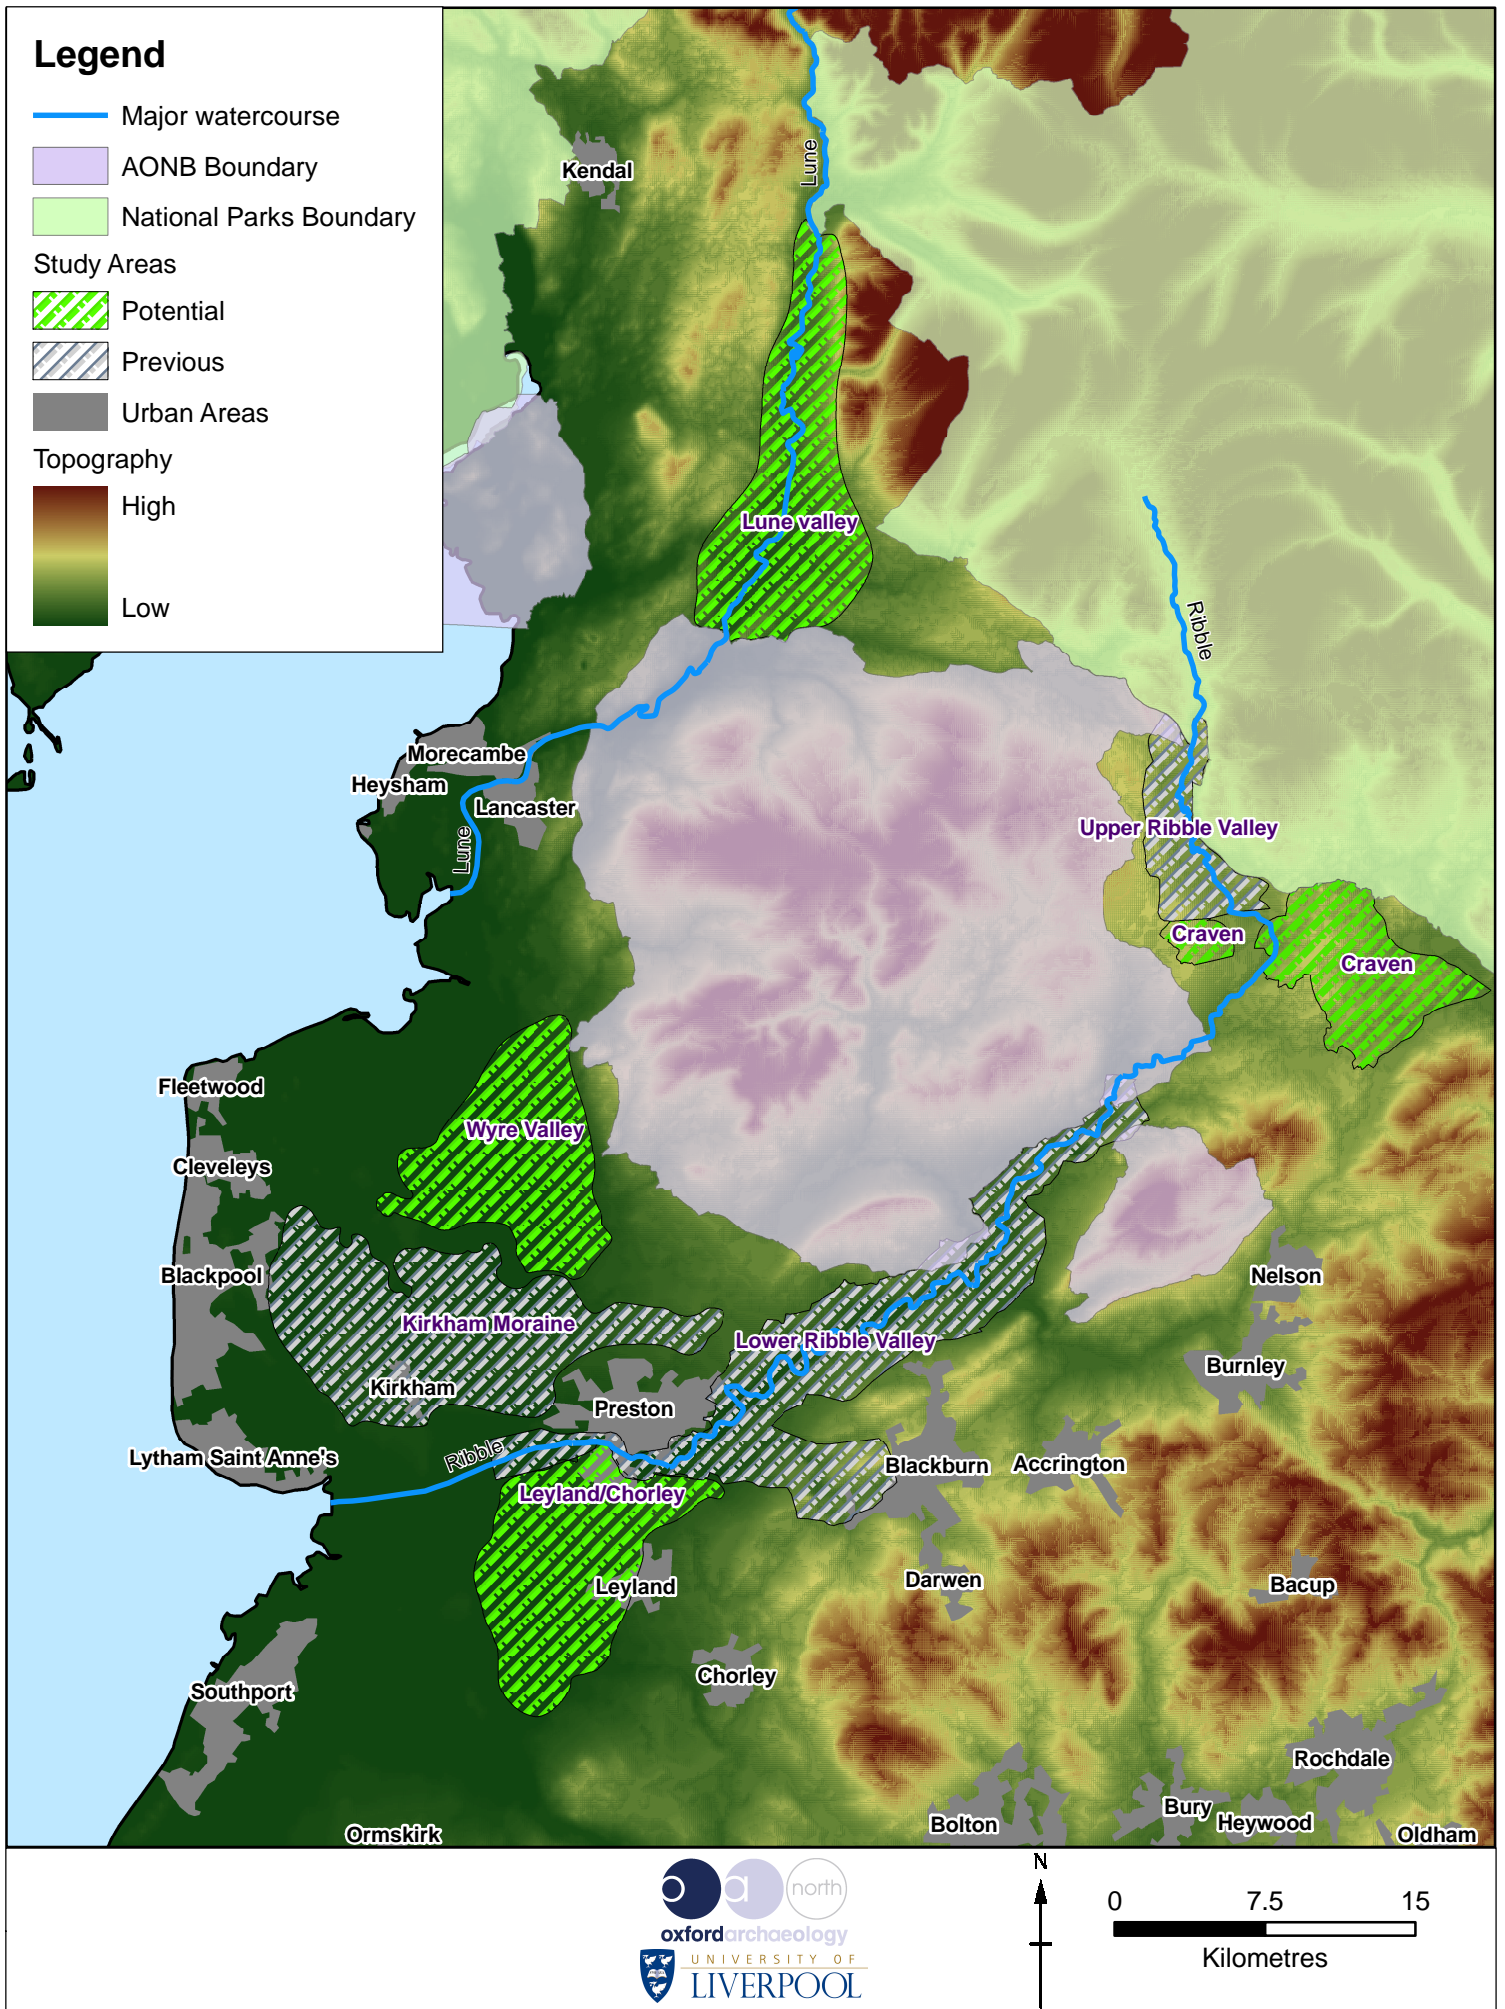 Legend
Major watercourse
AONB Boundary
National Parks Boundary
Study Areas
Potential
Previous
Urban Areas
Topography
High
Low
Kendal
Lune
Lune valley
Ribble
Morecambe
Heysham
Lancaster
Lune
Upper Ribble Valley
Craven
Craven
Fleetwood
Wyre Valley
Cleveleys
Blackpool
Nelson
Kirkham Moraine
Lower Ribble Valley
Burnley
Kirkham
Preston
Ribble
Lytham Saint Anne's
Blackburn
Accrington
Leyland/Chorley
Leyland
Darwen
Bacup
Chorley
Southport
Rochdale
Bury
Heywood
Bolton
Ormskirk
Oldham
o a north
oxfordarchaeology
UNIVERSITY OF
LIVERPOOL
N
0 7.5 15
Kilometres